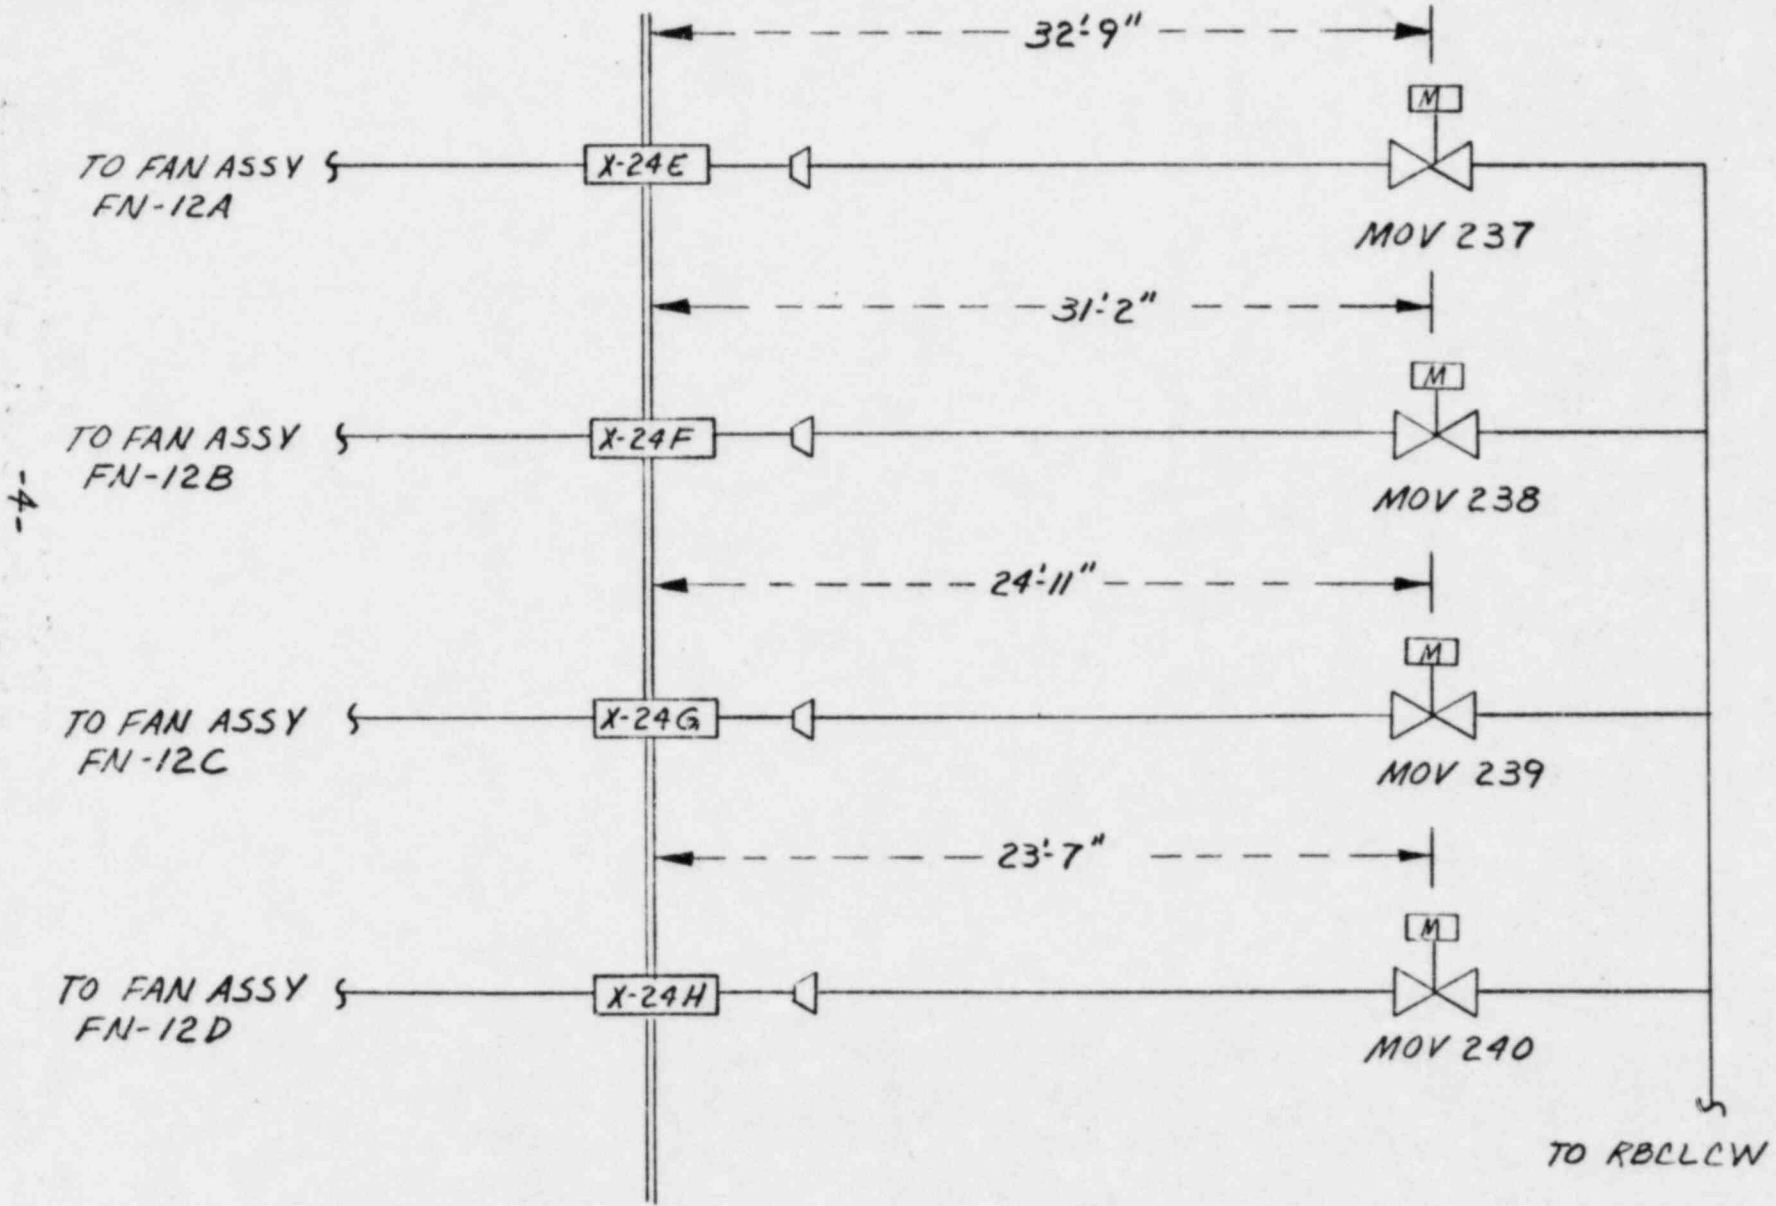 32'-9"
M
TO FAN ASSY
FN-12A
X-24E
MOV 237
31'-2"
M
TO FAN ASSY
FN-12B
X-24F
MOV 238
-4-
24'-11"
M
TO FAN ASSY
FN-12C
X-24G
MOV 239
23'-7"
M
TO FAN ASSY
FN-12D
X-24H
MOV 240
TO RBCLCW